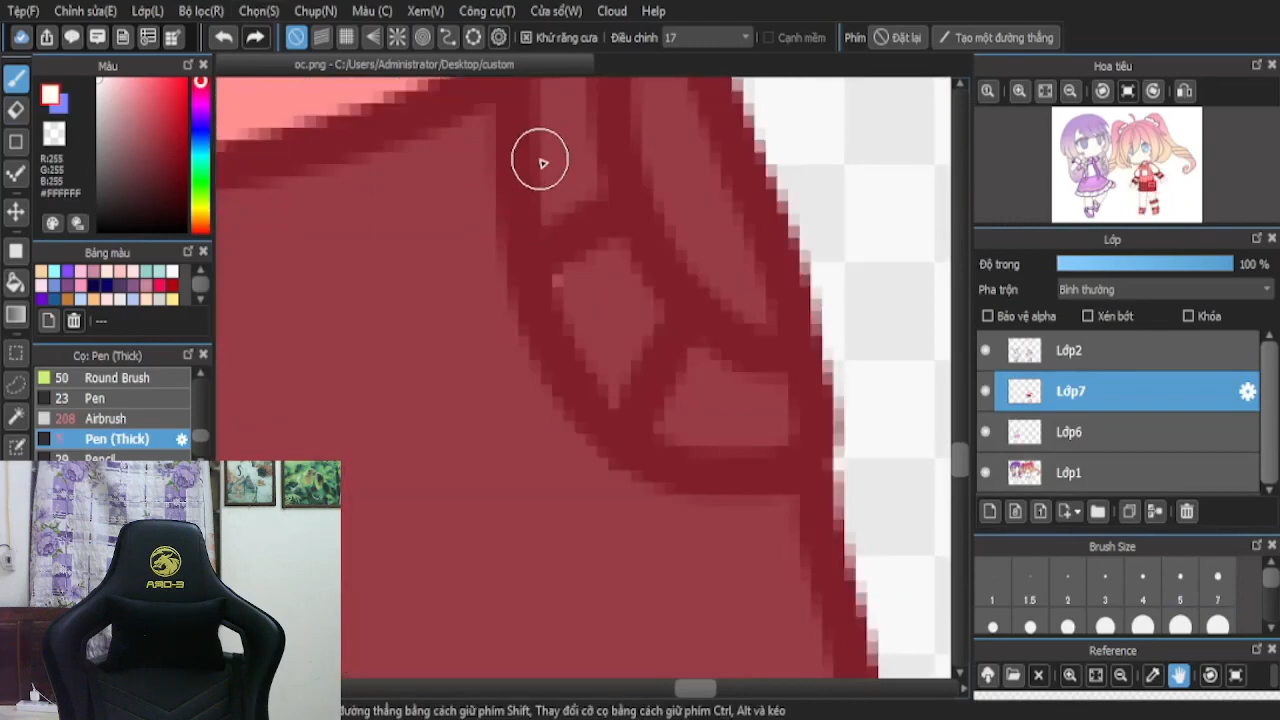 Tệp(F) Chỉnh sửa(E) Lớp(L) Bộ lọc(R) Chọn(S) Chụp(N) Màu (C) Xem(V) Công cụ(T) Cửa sổ(W) Cloud Help
Khử răng cưa Điều chỉnh 17 Cạnh mềm Phím Đặt lại Tạo một đường thẳng
Màu
oc.png - C:/Users/Administrator/Desktop/custom
Hoa tiêu
R:255
G:255
B:255
#FFFFFF
Bảng màu
---
Lớp
Độ trong 100 %
Pha trộn Bình thường
Bảo vệ alpha Xén bớt Khóa
Cọ: Pen (Thick)
50 Round Brush
23 Pen
208 Airbrush
Pen (Thick)
29 Pencil
Lớp2
Lớp7
Lớp6
Lớp1
Brush Size
1 1.5 2 3 4 5 7
Reference
E-DRA
đường thẳng bằng cách giữ phím Shift, Thay đổi cỡ cọ bằng cách giữ phím Ctrl, Alt và kéo